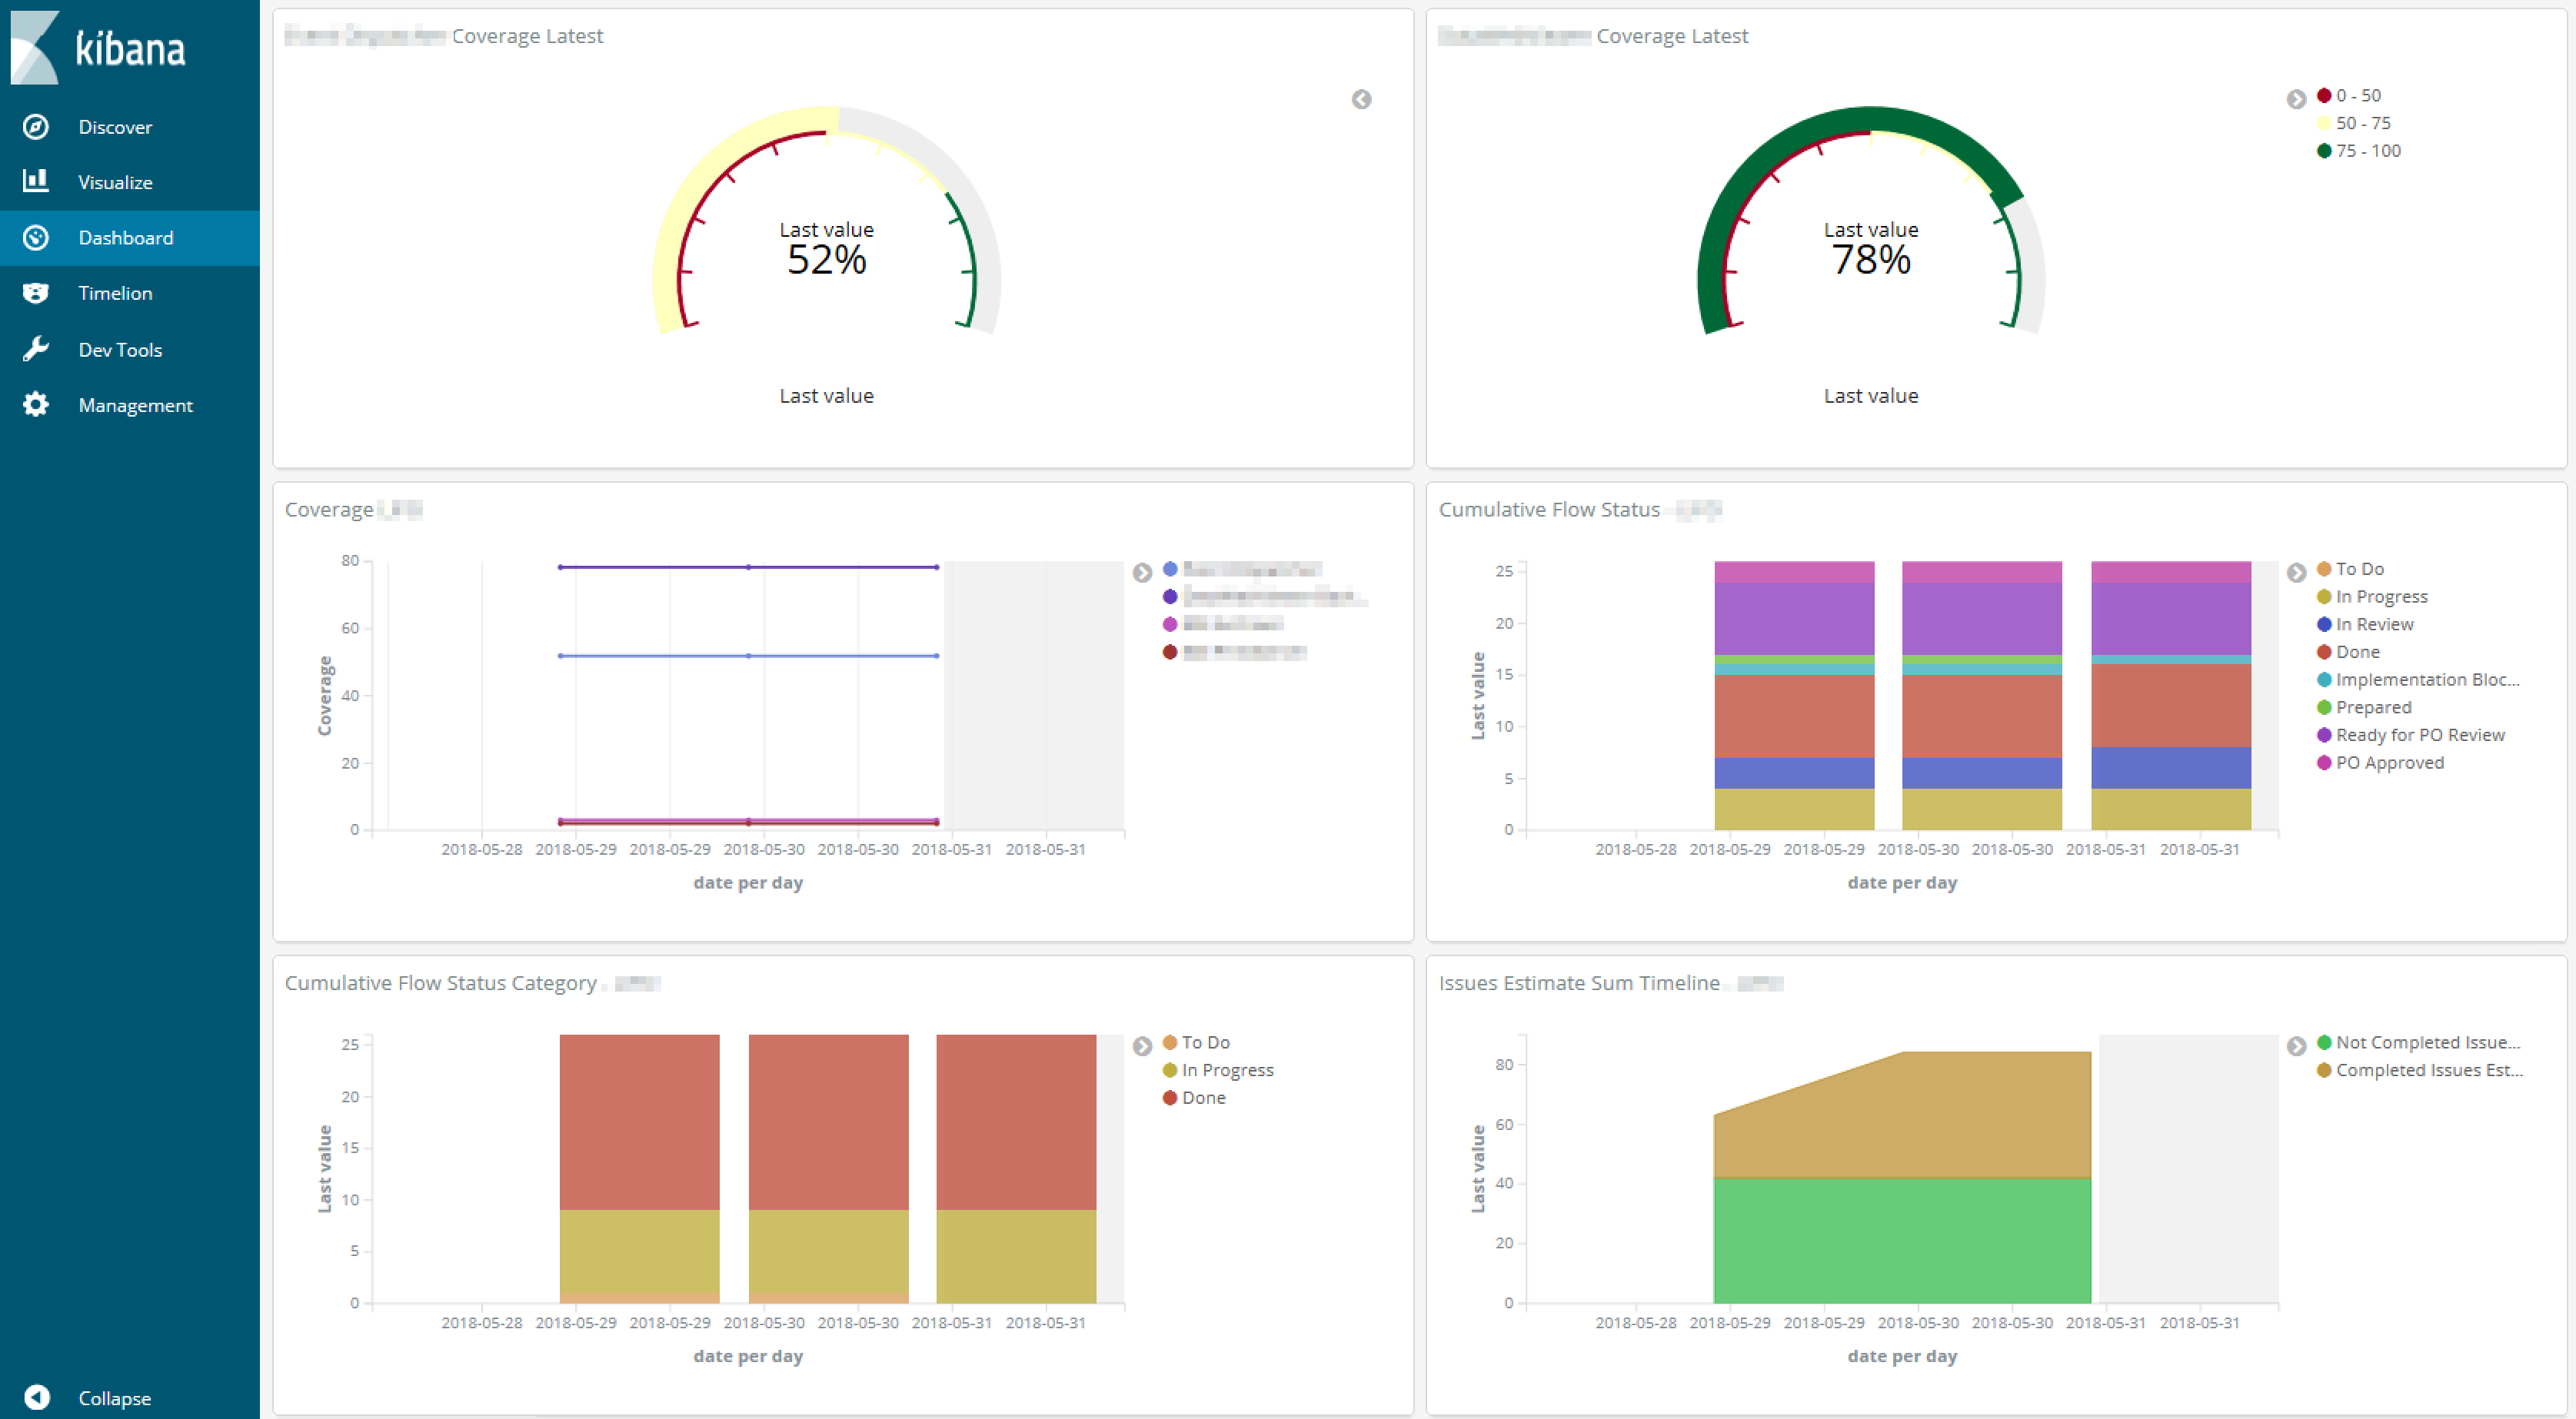 kibana
Discover
Visualize
Dashboard
Timelion
Dev Tools
Management
Collapse
Coverage Latest
Last value
52%
Last value
Coverage Latest
0 - 50
50 - 75
75 - 100
Last value
78%
Last value
Coverage
80
60
40
20
0
Coverage
2018-05-28 2018-05-29 2018-05-29 2018-05-30 2018-05-30 2018-05-31 2018-05-31
date per day
Cumulative Flow Status
25
20
15
10
5
0
Last value
2018-05-28 2018-05-29 2018-05-29 2018-05-30 2018-05-30 2018-05-31 2018-05-31
date per day
To Do
In Progress
In Review
Done
Implementation Bloc...
Prepared
Ready for PO Review
PO Approved
Cumulative Flow Status Category
25
20
15
10
5
0
Last value
2018-05-28 2018-05-29 2018-05-29 2018-05-30 2018-05-30 2018-05-31 2018-05-31
date per day
To Do
In Progress
Done
Issues Estimate Sum Timeline
80
60
40
20
0
Last value
2018-05-28 2018-05-29 2018-05-29 2018-05-30 2018-05-30 2018-05-31 2018-05-31
date per day
Not Completed Issue...
Completed Issues Est...